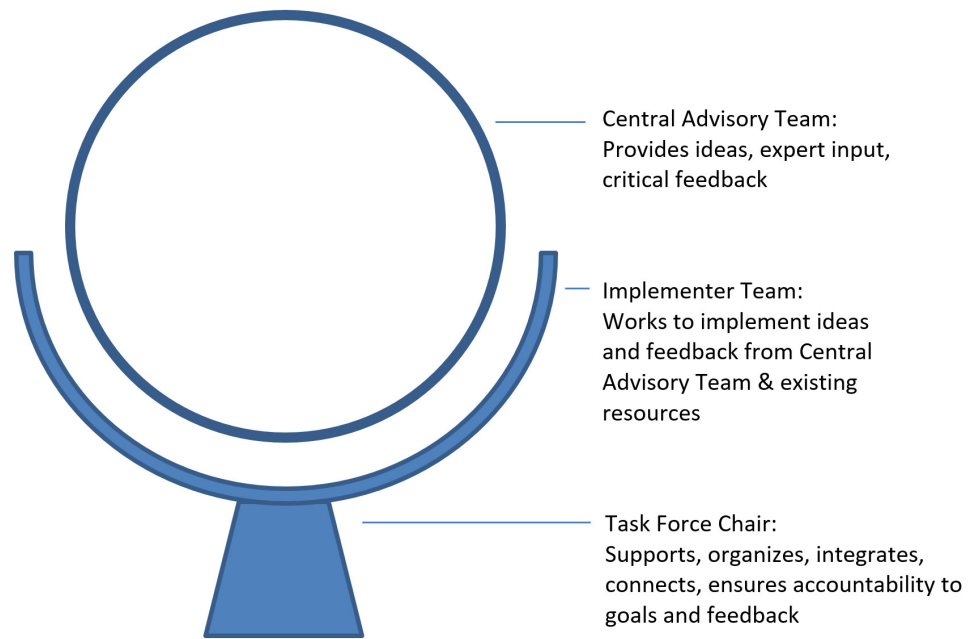 Central Advisory Team:
Provides ideas, expert input,
critical feedback
Implementer Team:
Works to implement ideas
and feedback from Central
Advisory Team & existing
resources
Task Force Chair:
Supports, organizes, integrates,
connects, ensures accountability to
goals and feedback